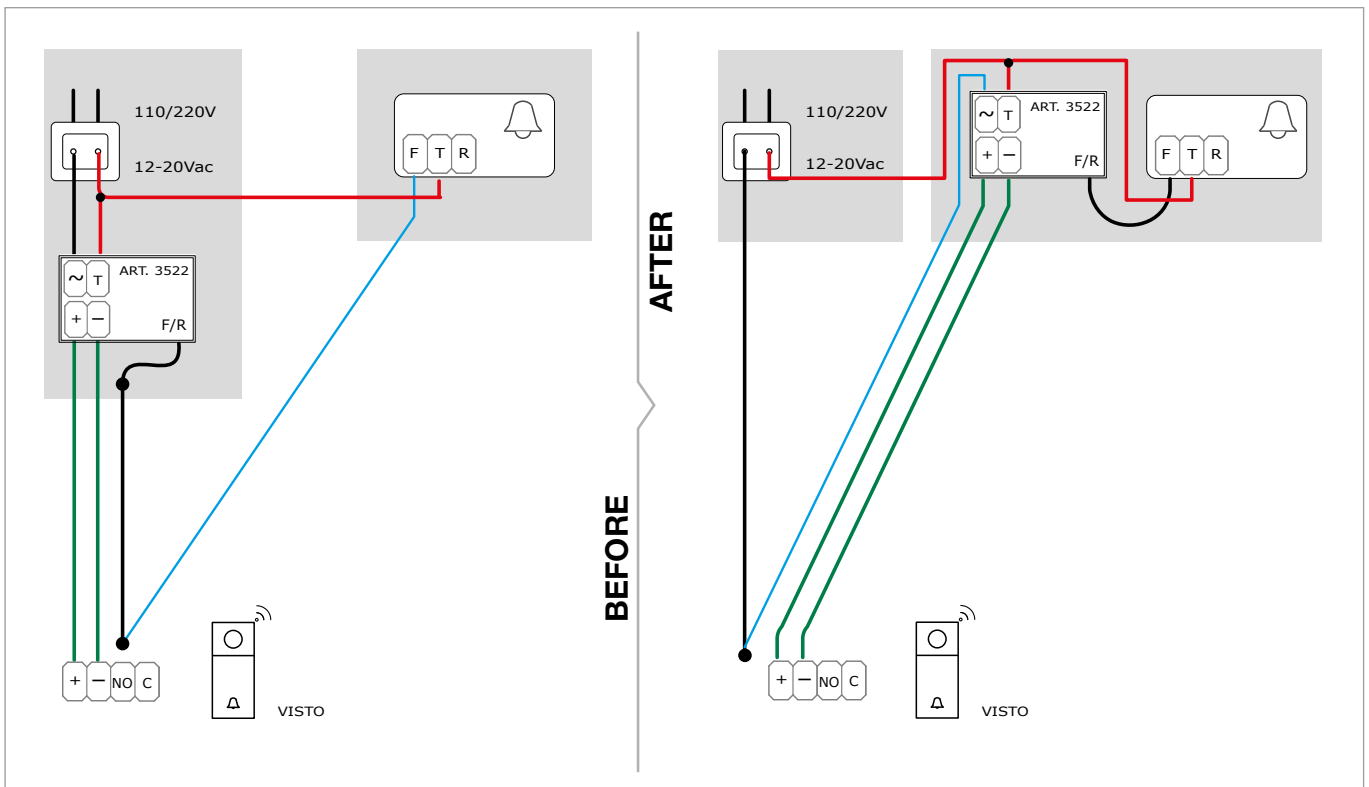 110/220V
12-20Vac
F T R
~ T ART. 3522
+ − F/R
+ − NO C
VISTO
BEFORE
AFTER
110/220V
12-20Vac
~ T ART. 3522
+ − F/R
F T R
+ − NO C
VISTO